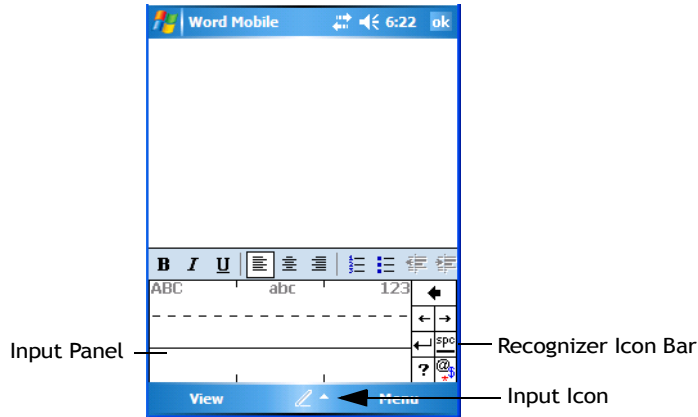 Word Mobile 6:22 ok
B I U
ABC abc 123
spc
Input Panel
Recognizer Icon Bar
? @$*
Input Icon
View Menu